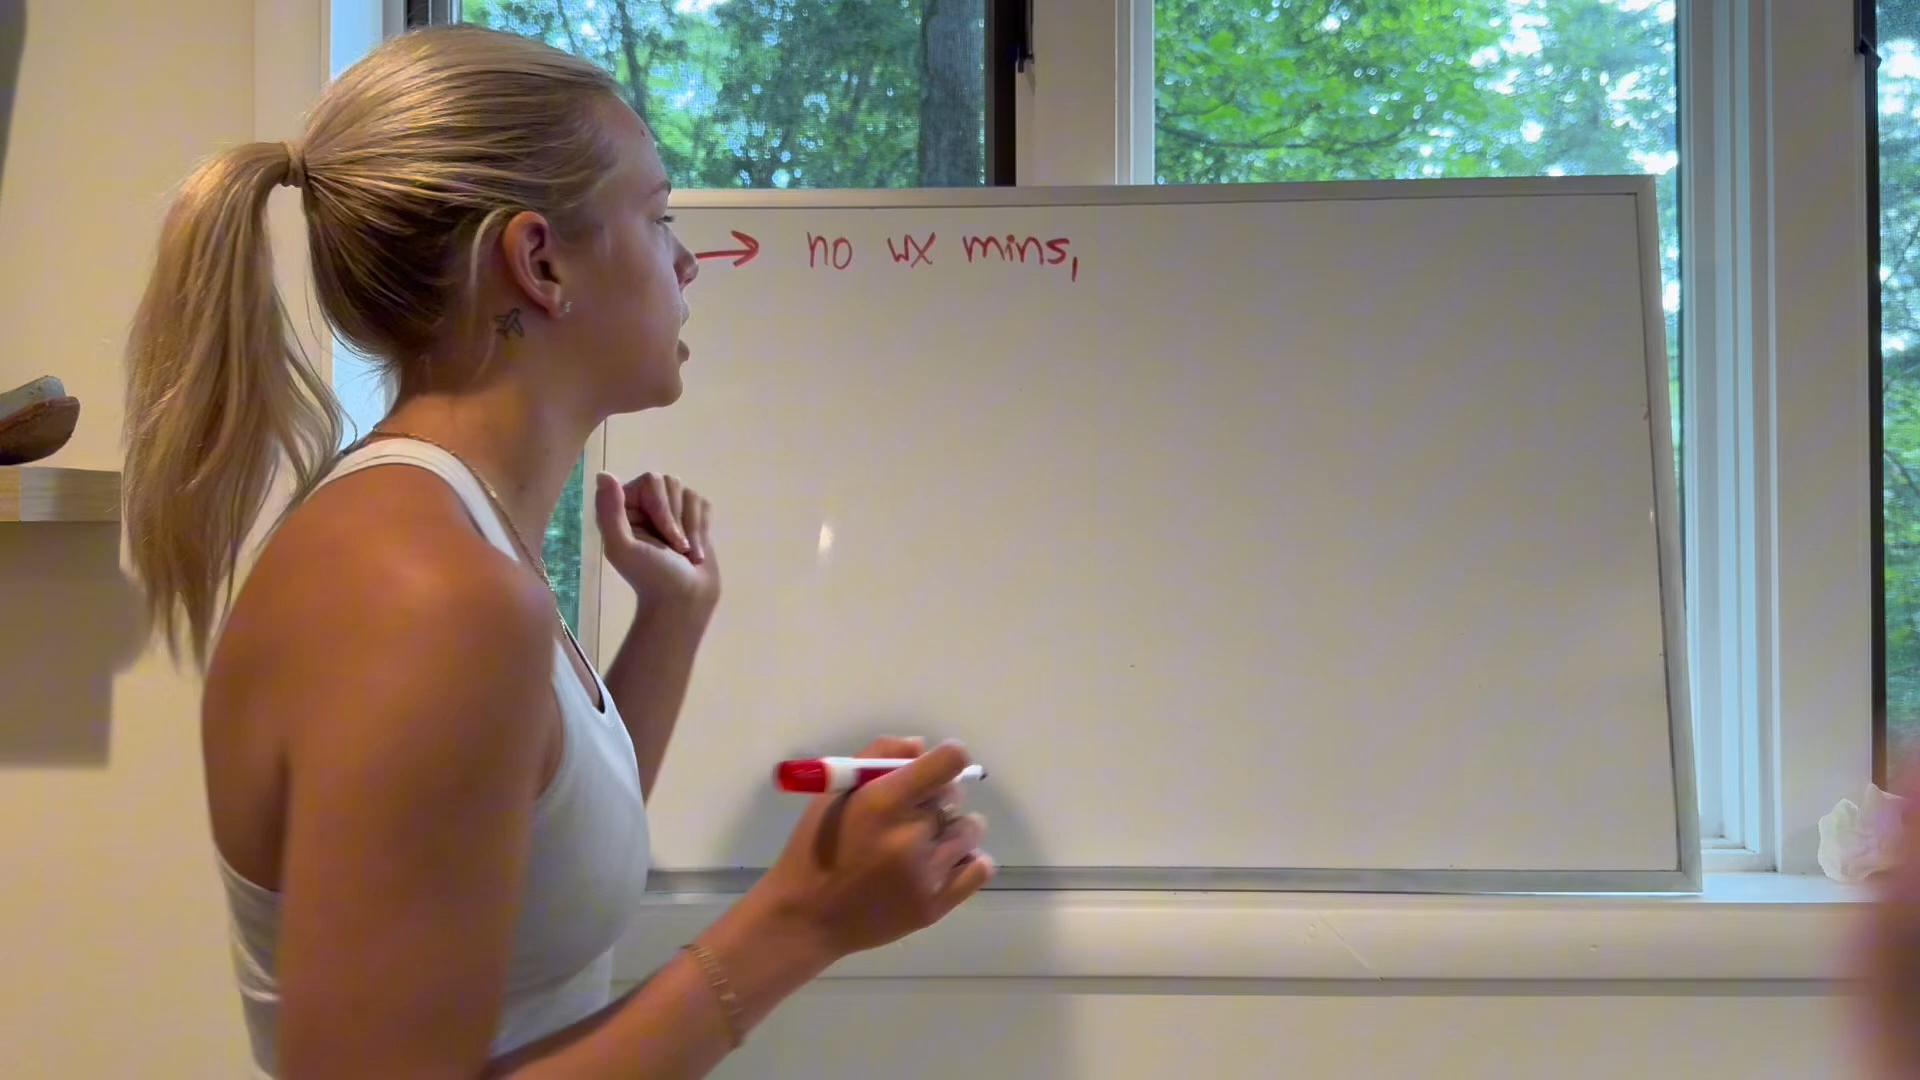 → no wx mins,